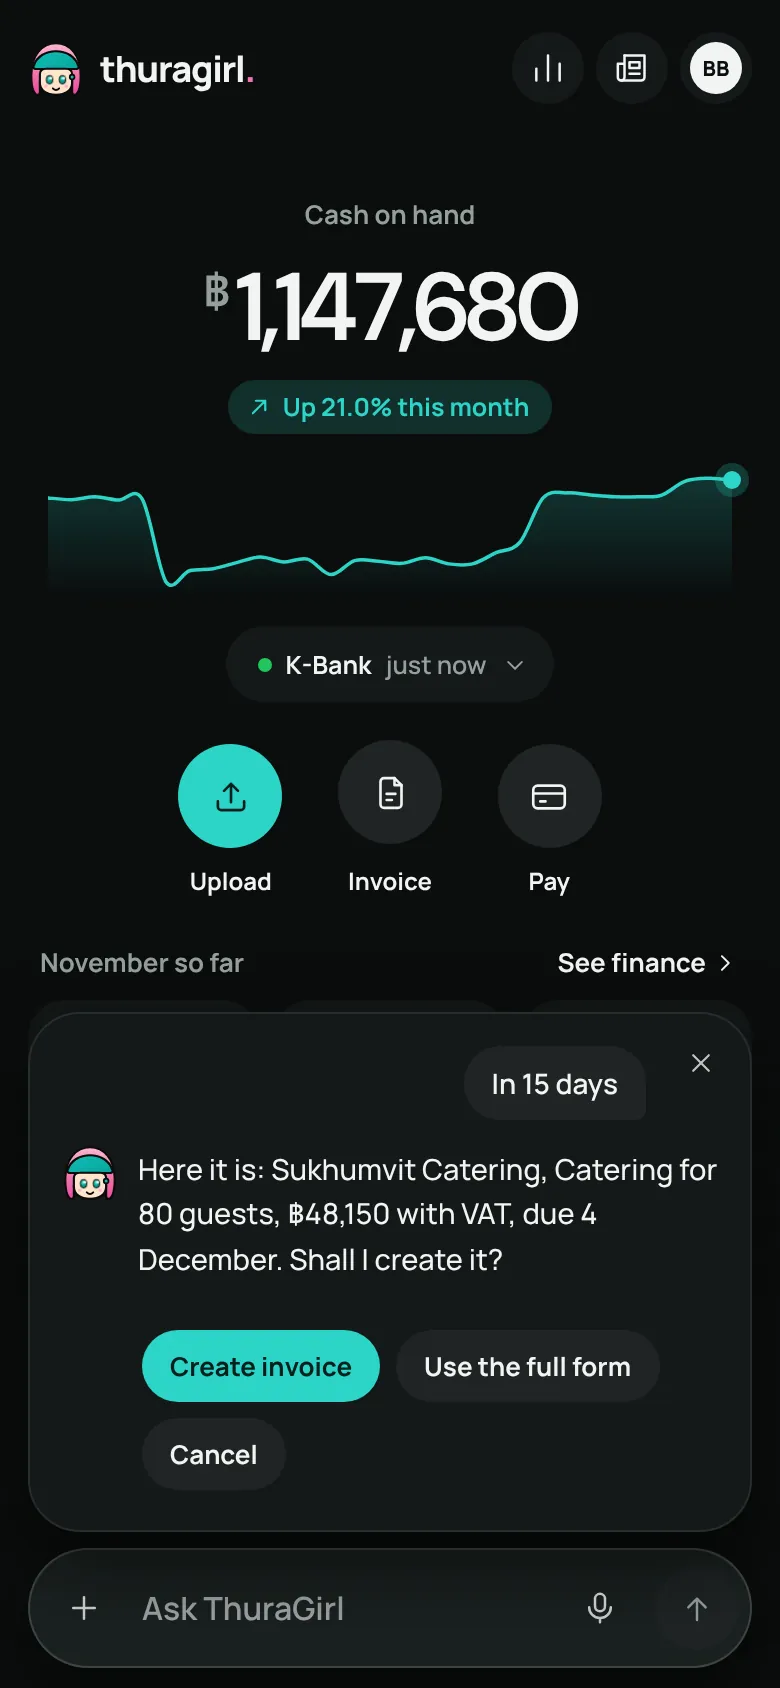 thuragirl.
BB
Cash on hand
฿1,147,680
Up 21.0% this month
K-Bank just now
Upload
Invoice
Pay
November so far
See finance
In 15 days
Here it is: Sukhumvit Catering, Catering for
80 guests, ฿48,150 with VAT, due 4
December. Shall I create it?
Create invoice
Use the full form
Cancel
Ask ThuraGirl